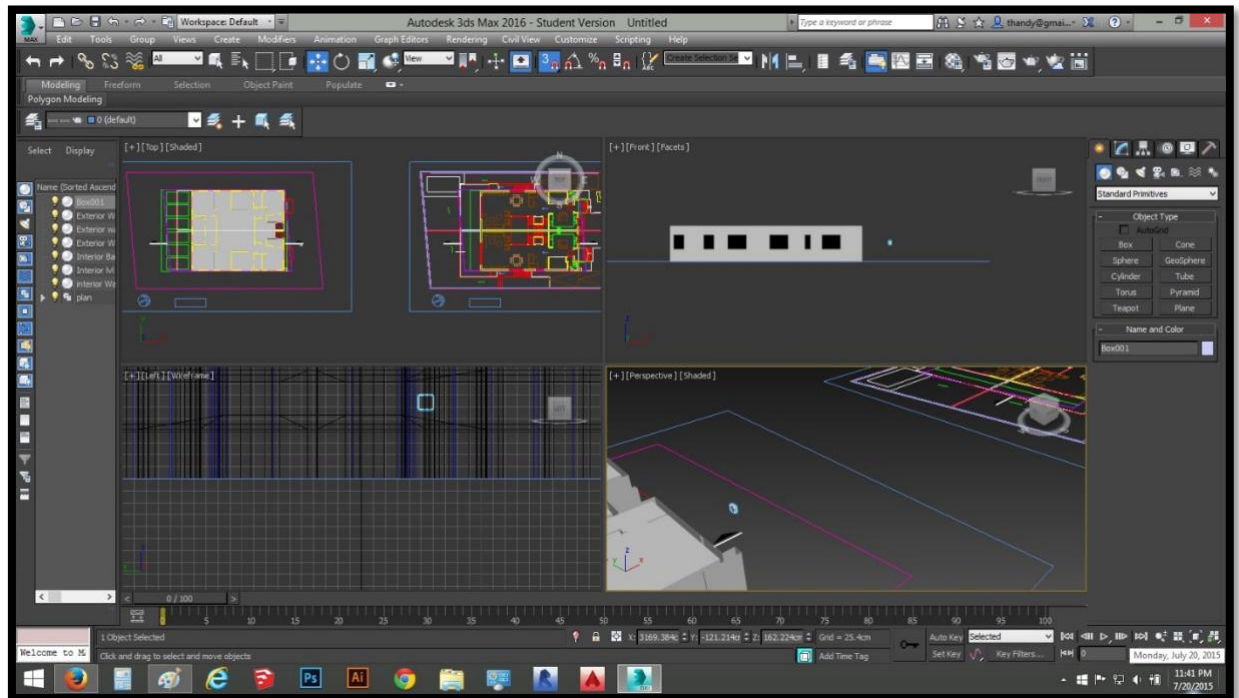 Workspace: Default
Autodesk 3ds Max 2016 - Student Version Untitled
Type a keyword or phrase
thandy@gmai...
MAX
Edit Tools Group Views Create Modifiers Animation Graph Editors Rendering Civil View Customize Scripting Help
All
View
Create Selection Se
Modeling Freeform Selection Object Paint Populate
Polygon Modeling
0 (default)
Select Display
[+][Top][Shaded]
[+][Front][Facets]
Name (Sorted Ascend
Box001
Exterior W
Exterior wa
Exterior W
Interior Ba
Interior M
interior Wa
plan
Standard Primitives
Object Type
AutoGrid
Box Cone
Sphere GeoSphere
Cylinder Tube
Torus Pyramid
Teapot Plane
Name and Color
Box001
[+][Left][Wireframe]
[+][Perspective][Shaded]
0 / 100
0 5 10 15 20 25 30 35 40 45 50 55 60 65 70 75 80 85 90 95 100
1 Object Selected
X: 3169.384c Y: -121.214c Z: 162.224cm Grid = 25.4cm
Auto Key Selected
Welcome to M
Click and drag to select and move objects
Add Time Tag
Set Key Key Filters...
0
Monday, July 20, 2015
Ps
Ai
11:41 PM
7/20/2015